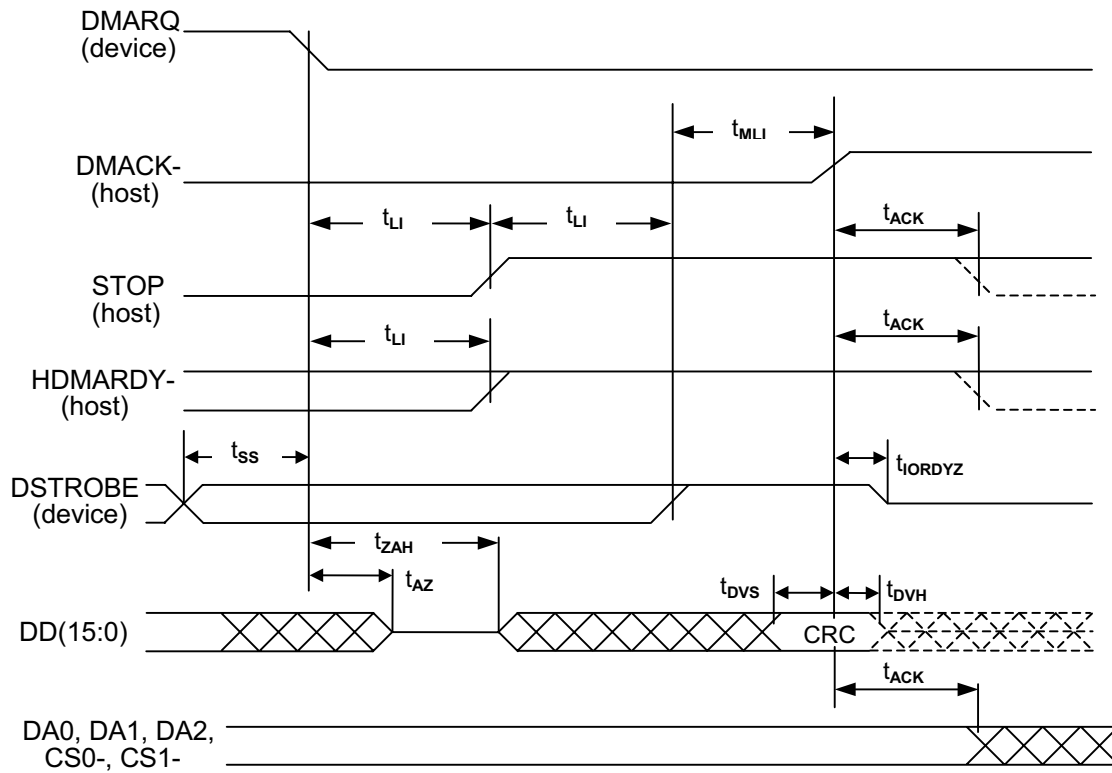 DMARQ
(device)
tMLI
DMACK-
(host)
tLI
tLI
tACK
STOP
(host)
tLI
tACK
HDMARDY-
(host)
tSS
tIORDYZ
DSTROBE
(device)
tZAH
tAZ
tDVS
tDVH
DD(15:0)
CRC
tACK
DA0, DA1, DA2,
CS0-, CS1-